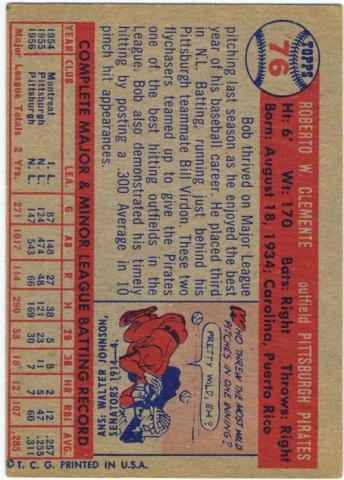 TOPPS
76
ROBERTO W. CLEMENTE outfield PITTSBURGH PIRATES
Ht: 6' Wt: 170 Bats: Right Throws: Right
Born: August 18, 1934; Carolina, Puerto Rico
Bob thrived on Major League
pitching last season as he enjoyed the best
year of his baseball career. He placed third
in N.L. Batting, running just behind his
Pittsburgh teammate Bill Virdon. These two
fleet ballplayers teamed up to give the Pirates
one of the best hitting outfields in the
League. Bob also demonstrated his timely
hitting by posting a .300 Average in 10
pinch hit appearances.
WHO THREW THE MOST WILD
PITCHES IN ONE INNING?
PRETTY WILD, EH?
ANS: WALTER JOHNSON,
SENATORS 1914—4.
COMPLETE MAJOR & MINOR LEAGUE BATTING RECORD
YEAR CLUB LEA. G AB R H 2B 3B HR RBI AVG.
1954 Montreal I. L. 87 148 27 38 5 3 2 12 .257
1955 Pittsburgh N. L. 124 474 48 121 23 11 5 47 .255
1956 Pittsburgh N. L. 147 543 66 169 30 7 7 60 .311
Major League Totals 2 Yrs. 271 1017 114 290 53 18 12 107 .285
© T. C. G. PRINTED IN U.S.A.